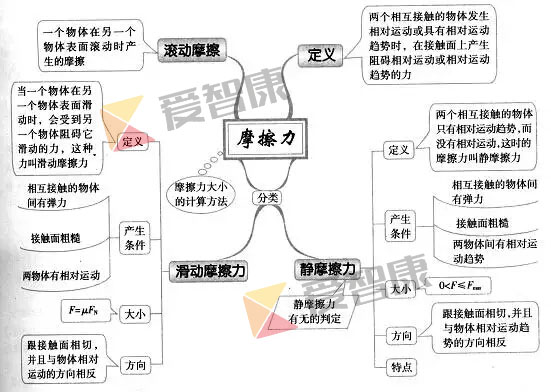 一个物体在另一个
物体表面滚动时产
生的摩擦
滚动摩擦
定义
两个相互接触的物体发生
相对运动或具有相对运动
趋势时，在接触面上产生
阻碍相对运动或相对运动
趋势的力
摩擦力
摩擦力大小
的计算方法
分类
当一个物体在另
一个物体表面滑
动时，会受到另
一个物体阻碍它
滑动的力，这种
力叫滑动摩擦力
定义
相互接触的物体
间有弹力
接触面粗糙
两物体有相对运动
产生
条件
滑动摩擦力
F=μFN
大小
跟接触面相切，
并且与物体相对
运动的方向相反
方向
两个相互接触的物体
只有相对运动趋势，而
没有相对运动，这时的
摩擦力叫静摩擦力
定义
相互接触的物体间
有弹力
接触面粗糙
两物体间有相对运
动趋势
产生
条件
静摩擦力
静摩擦力
有无的判定
大小
0<F≤Fmax
跟接触面相切，并且
与物体相对运动趋
势的方向相反
方向
特点
爱智康
爱智康
爱智康